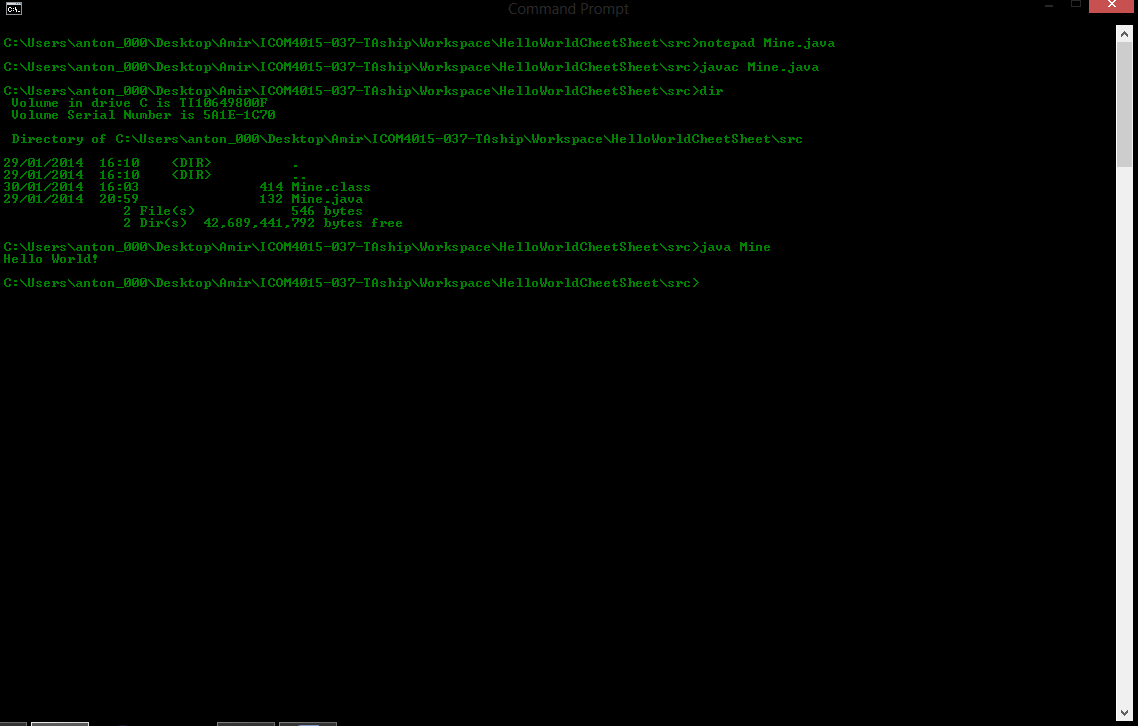 Command Prompt
C:\Users\anton_000\Desktop\Amir\ICOM4015-037-TAship\Workspace\HelloWorldCheetSheet\src>notepad Mine.java
C:\Users\anton_000\Desktop\Amir\ICOM4015-037-TAship\Workspace\HelloWorldCheetSheet\src>javac Mine.java
C:\Users\anton_000\Desktop\Amir\ICOM4015-037-TAship\Workspace\HelloWorldCheetSheet\src>dir
Volume in drive C is TI10649800F
Volume Serial Number is 5A1E-1C70
Directory of C:\Users\anton_000\Desktop\Amir\ICOM4015-037-TAship\Workspace\HelloWorldCheetSheet\src
29/01/2014  16:10    <DIR>          .
29/01/2014  16:10    <DIR>          ..
30/01/2014  16:03               414 Mine.class
29/01/2014  20:59               132 Mine.java
2 File(s)            546 bytes
2 Dir(s)  42,689,441,792 bytes free
C:\Users\anton_000\Desktop\Amir\ICOM4015-037-TAship\Workspace\HelloWorldCheetSheet\src>java Mine
Hello World!
C:\Users\anton_000\Desktop\Amir\ICOM4015-037-TAship\Workspace\HelloWorldCheetSheet\src>